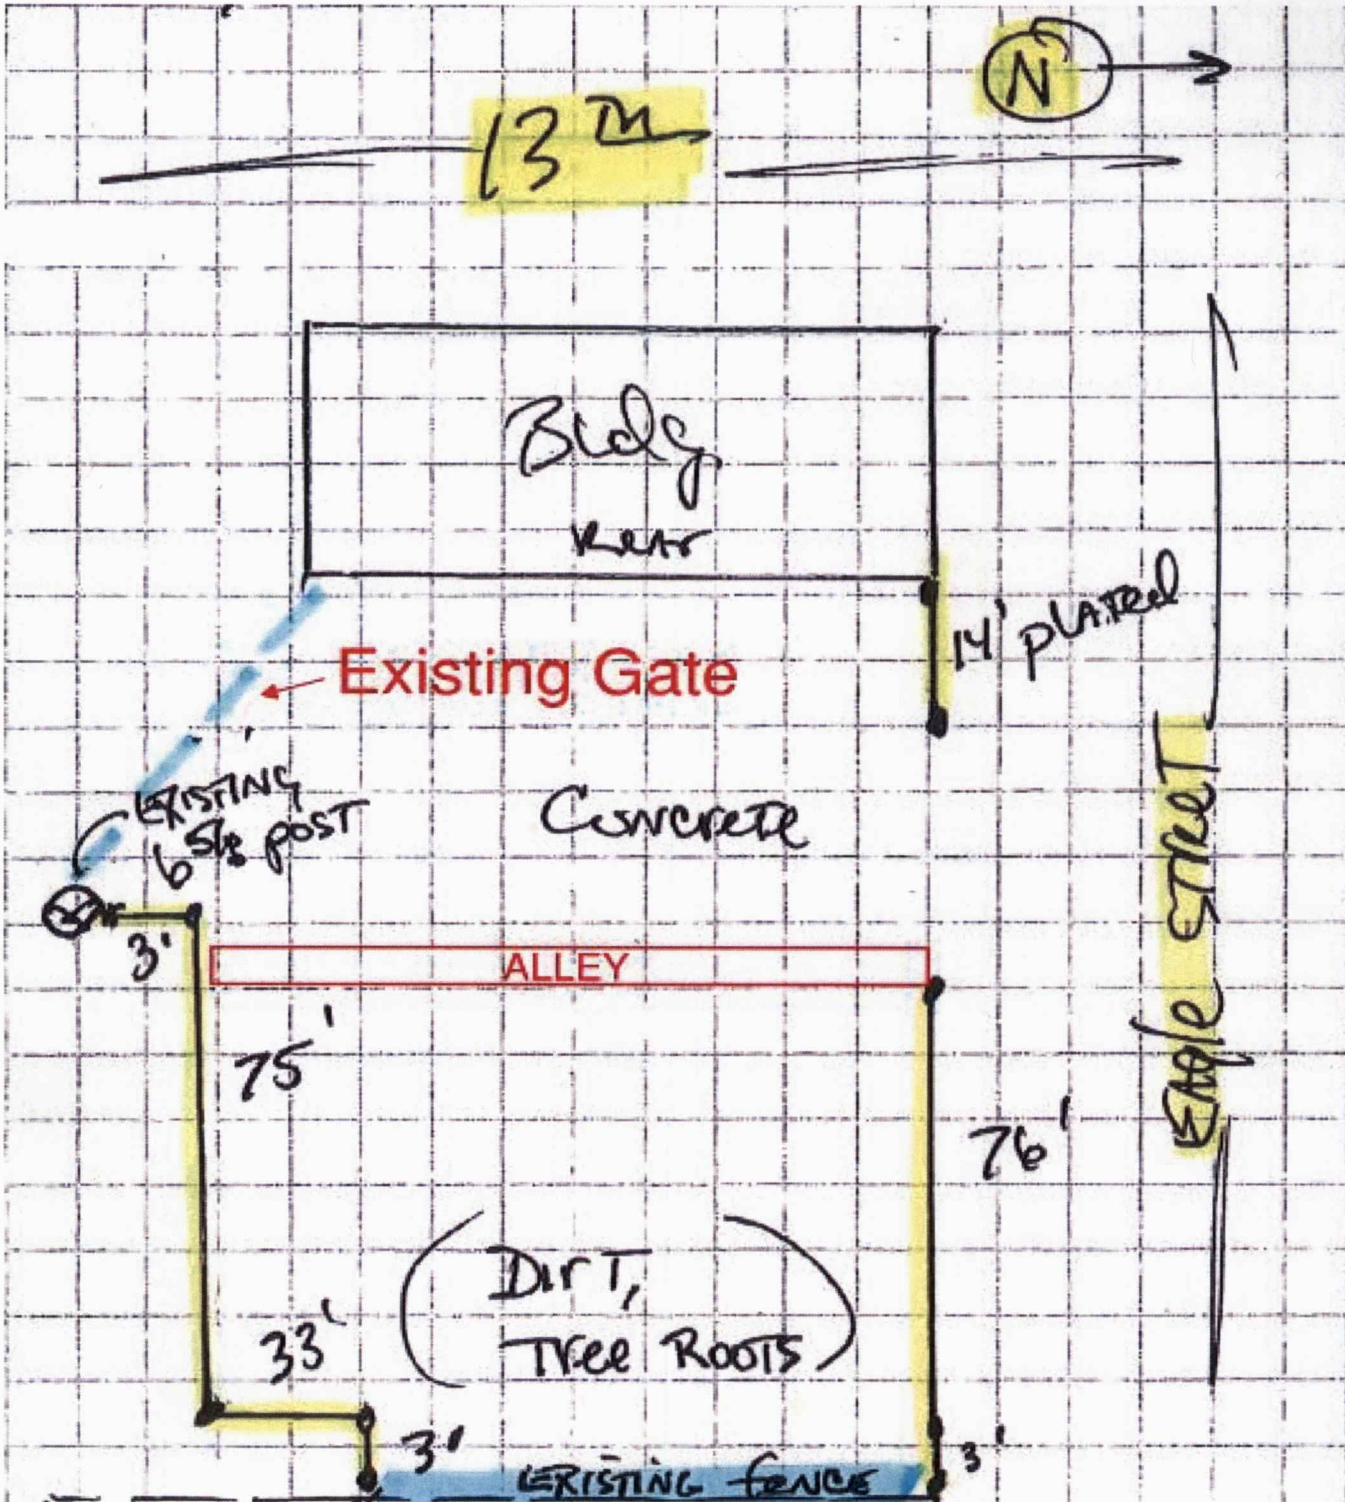 N
13TH
Bldg.
Rear
14' plated
Existing Gate
EXISTING
6 5/8 post
Concrete
EAgle STreeT
3'
ALLEY
75'
76'
DIrT,
Tree ROOTS
33'
3'
3'
EXISTING fence